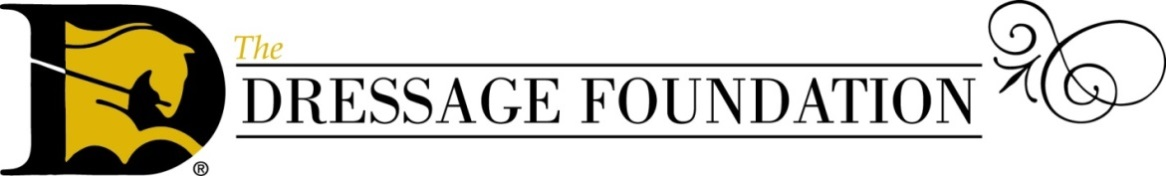 D
®
The
DRESSAGE FOUNDATION